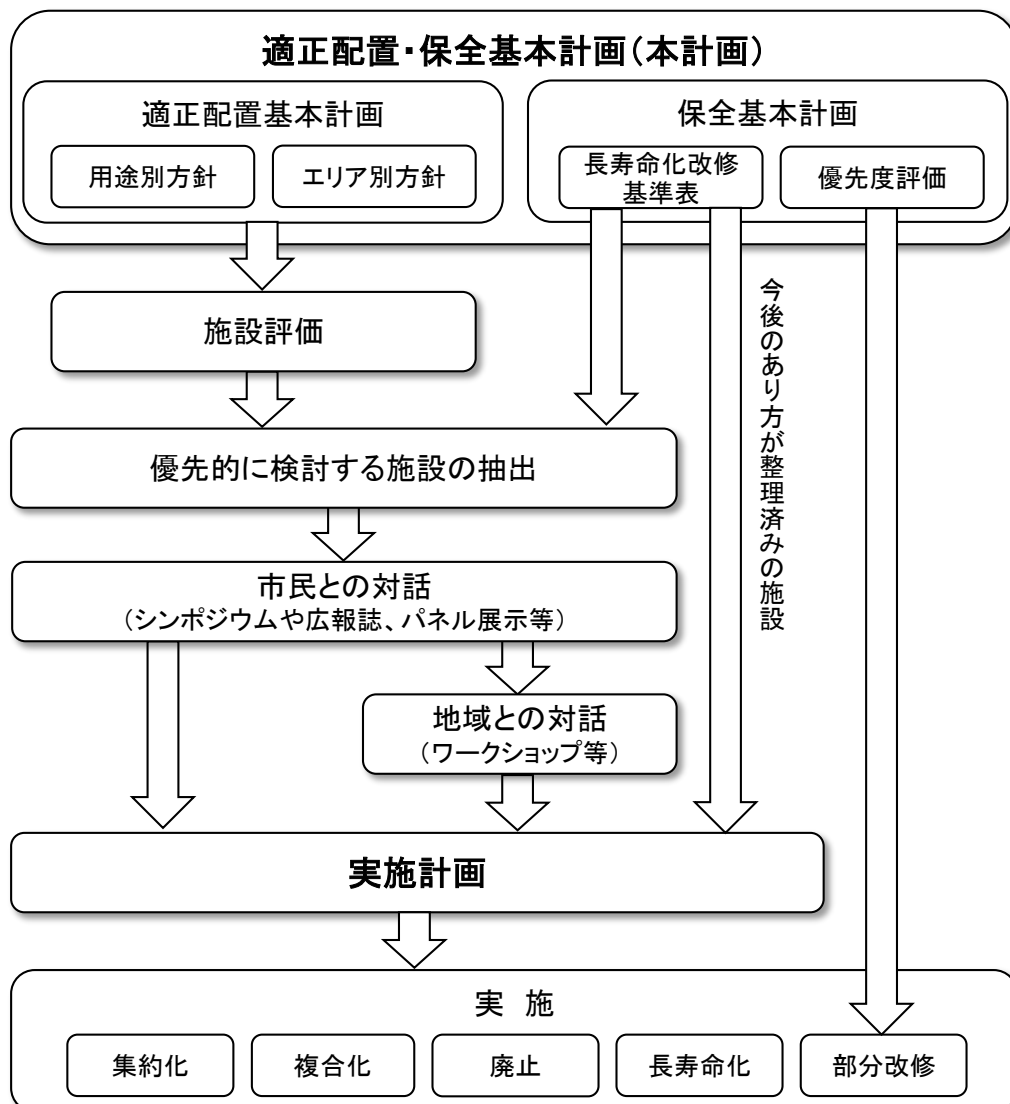 適正配置・保全基本計画(本計画)
適正配置基本計画
用途別方針
エリア別方針
保全基本計画
長寿命化改修
基準表
優先度評価
施設評価
今後のあり方が整理済みの施設
優先的に検討する施設の抽出
市民との対話
(シンポジウムや広報誌、パネル展示等)
地域との対話
(ワークショップ等)
実施計画
実 施
集約化
複合化
廃止
長寿命化
部分改修